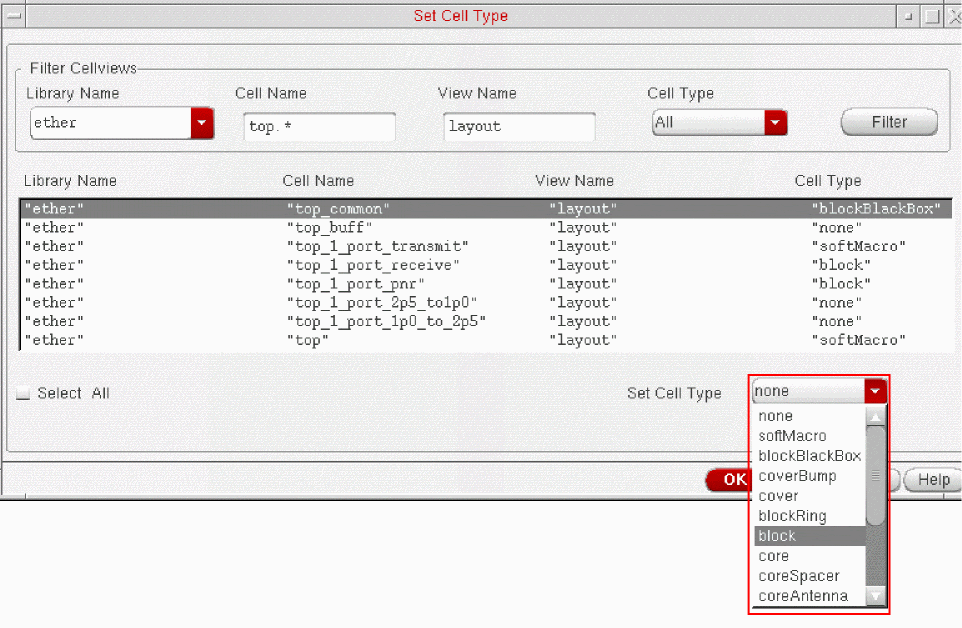 Set Cell Type
Filter Cellviews
Library Name Cell Name View Name Cell Type
ether top.* layout All Filter
Library Name Cell Name View Name Cell Type
"ether" "top_common" "layout" "blockBlackBox"
"ether" "top_buff" "layout" "none"
"ether" "top_1_port_transmit" "layout" "softMacro"
"ether" "top_1_port_receive" "layout" "block"
"ether" "top_1_port_pnr" "layout" "block"
"ether" "top_1_port_2p5_to1p0" "layout" "none"
"ether" "top_1_port_1p0_to_2p5" "layout" "none"
"ether" "top" "layout" "softMacro"
Select All Set Cell Type none
none
softMacro
blockBlackBox
coverBump
OK Help
cover
blockRing
block
core
coreSpacer
coreAntenna